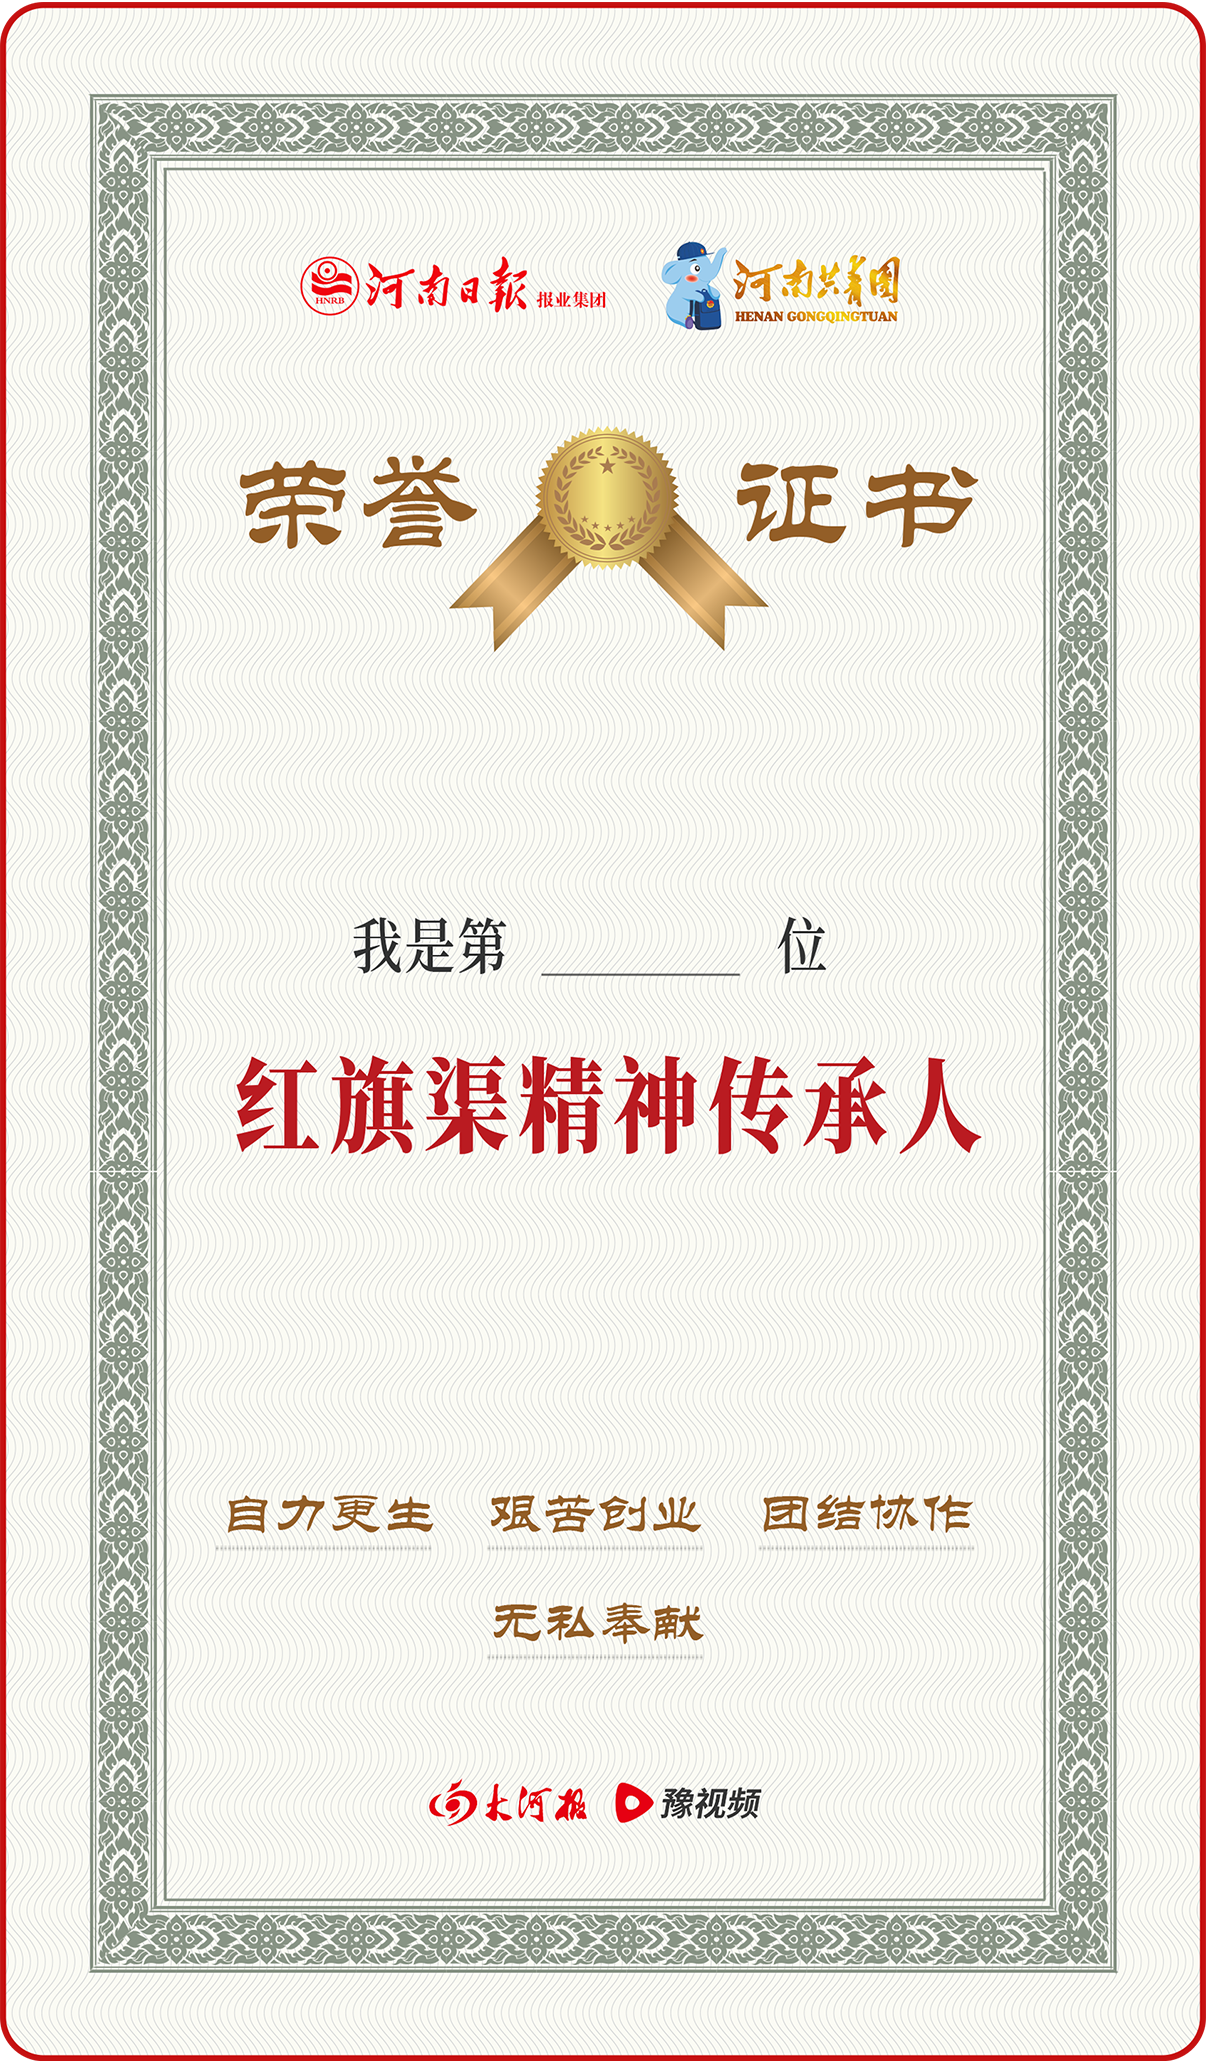 HNRB 河南日报 报业集团 河南共青团
HENAN GONGQINGTUAN
荣誉 证书
我是第 ________ 位
红旗渠精神传承人
自力更生 艰苦创业 团结协作
无私奉献
大河报 豫视频